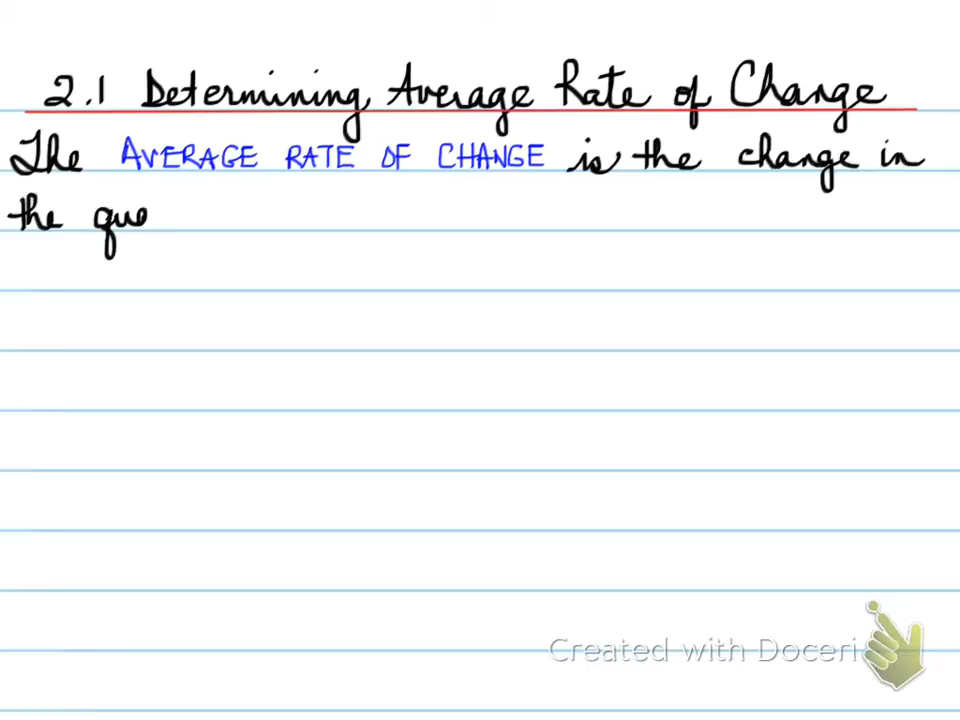 2.1 Determining Average Rate of Change
The AVERAGE RATE OF CHANGE is the change in
the que
Created with Doceri